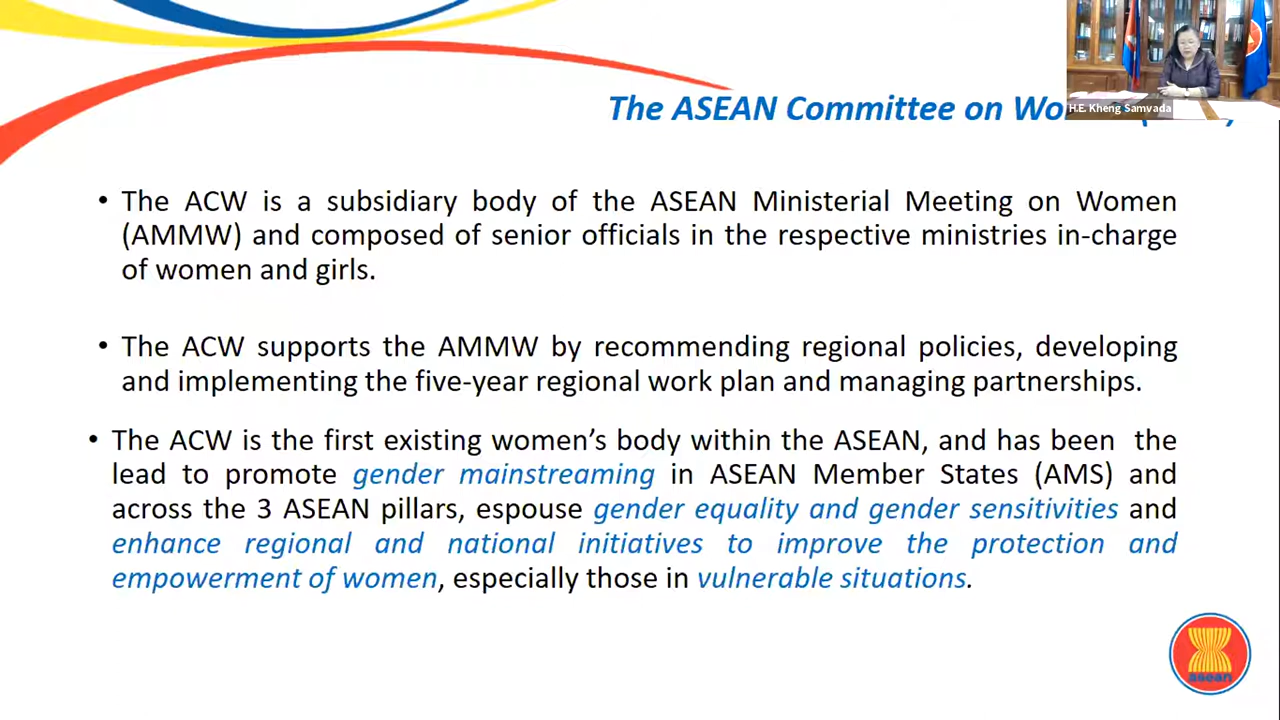 The ASEAN Committee on
H.E. Kheng Samvada
• The ACW is a subsidiary body of the ASEAN Ministerial Meeting on Women
(AMMW) and composed of senior officials in the respective ministries in-charge
of women and girls.
• The ACW supports the AMMW by recommending regional policies, developing
and implementing the five-year regional work plan and managing partnerships.
• The ACW is the first existing women's body within the ASEAN, and has been the
lead to promote gender mainstreaming in ASEAN Member States (AMS) and
across the 3 ASEAN pillars, espouse gender equality and gender sensitivities and
enhance regional and national initiatives to improve the protection and
empowerment of women, especially those in vulnerable situations.
asean